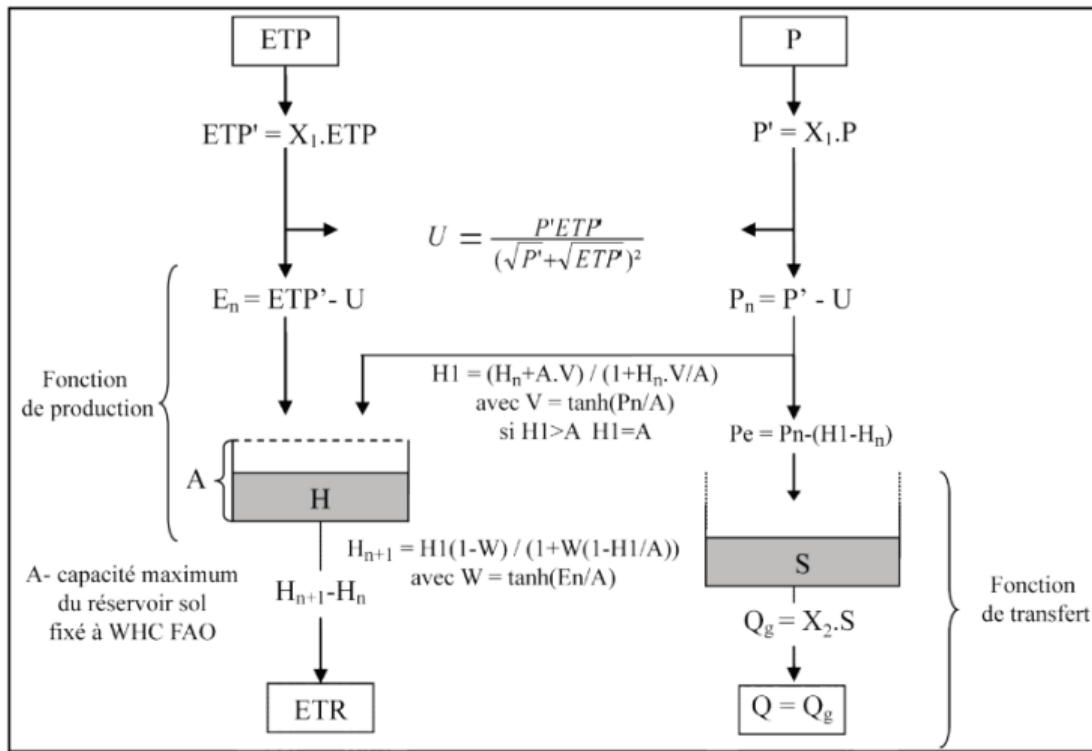 ETP
P
ETP' = X₁.ETP
P' = X₁.P
U = P'ETP' / (√P'+√ETP')²
Eₙ = ETP’- U
Pₙ = P’ - U
Fonction
de production
H1 = (Hₙ+A.V) / (1+Hₙ.V/A)
avec V = tanh(Pn/A)
si H1>A H1=A
Pe = Pn-(H1-Hₙ)
A
H
S
Hₙ₊₁ = H1(1-W) / (1+W(1-H1/A))
avec W = tanh(En/A)
A- capacité maximum
du réservoir sol
fixé à WHC FAO
Hₙ₊₁-Hₙ
Q_g = X₂.S
Fonction
de transfert
ETR
Q = Q_g